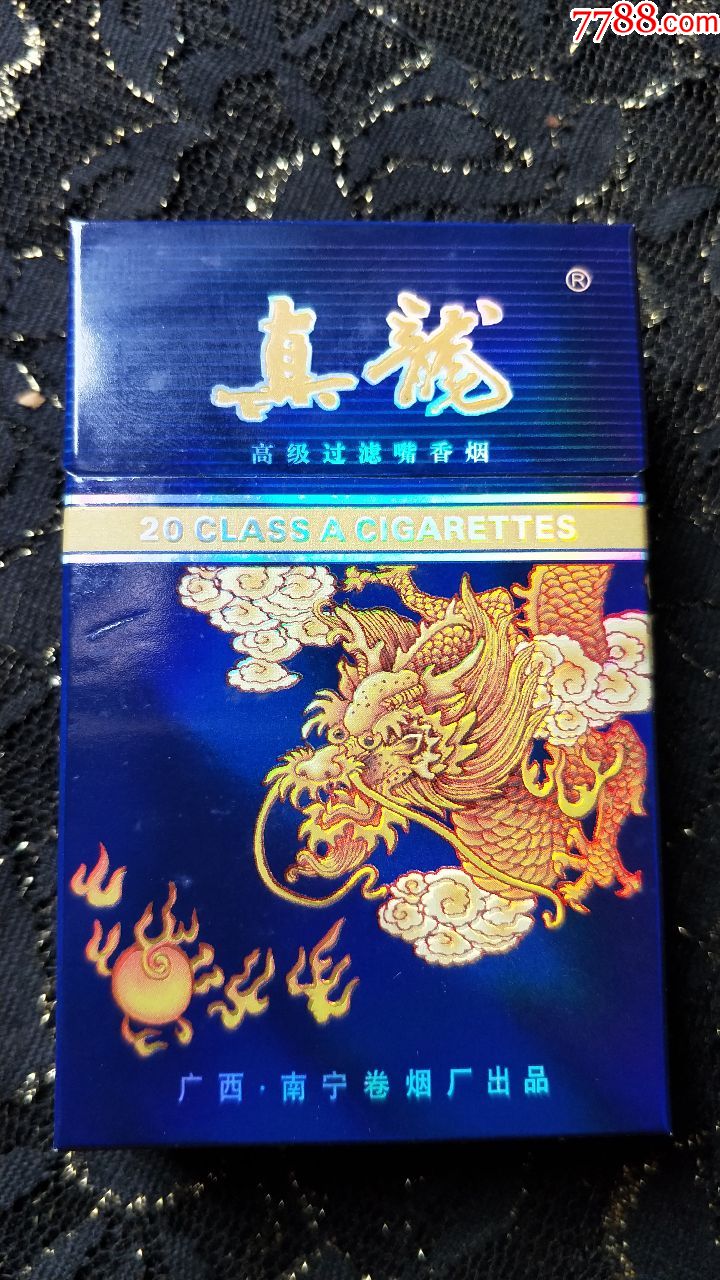 7788.com
®
真龍
高级过滤嘴香烟
20 CLASS A CIGARETTES
广西·南宁卷烟厂出品